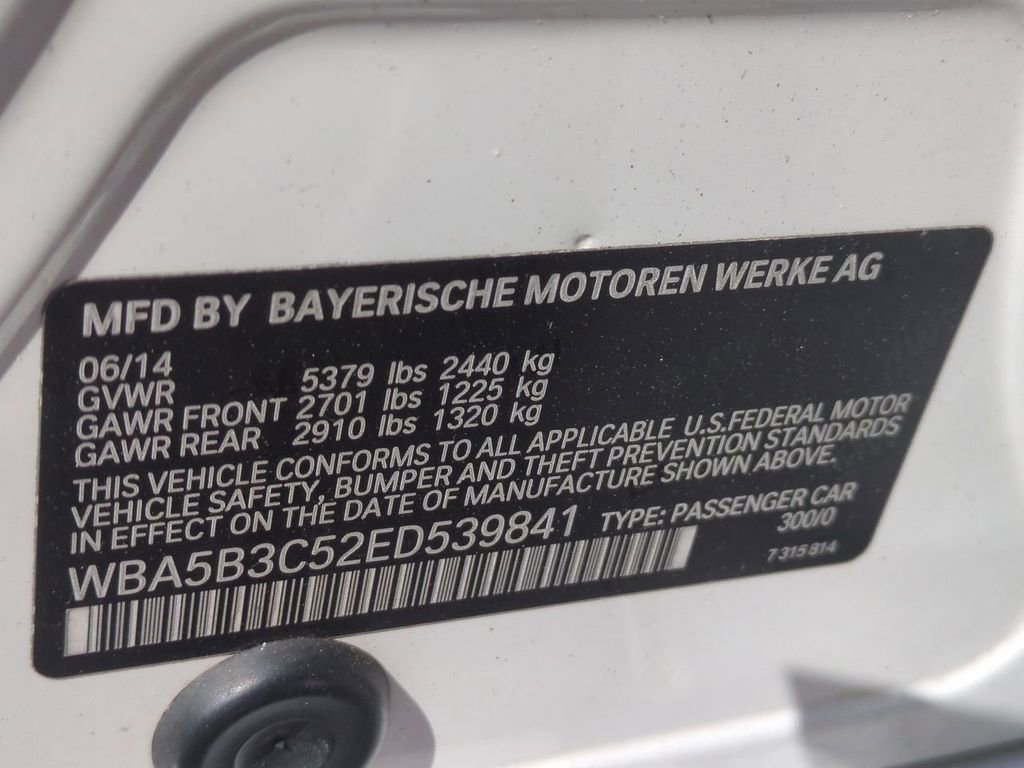 MFD BY BAYERISCHE MOTOREN WERKE AG
06/14
GVWR 5379 lbs 2440 kg
GAWR FRONT 2701 lbs 1225 kg
GAWR REAR 2910 lbs 1320 kg
THIS VEHICLE CONFORMS TO ALL APPLICABLE U.S.FEDERAL MOTOR
VEHICLE SAFETY, BUMPER AND THEFT PREVENTION STANDARDS
IN EFFECT ON THE DATE OF MANUFACTURE SHOWN ABOVE.
WBA5B3C52ED539841 TYPE: PASSENGER CAR
300/0
7 315 814